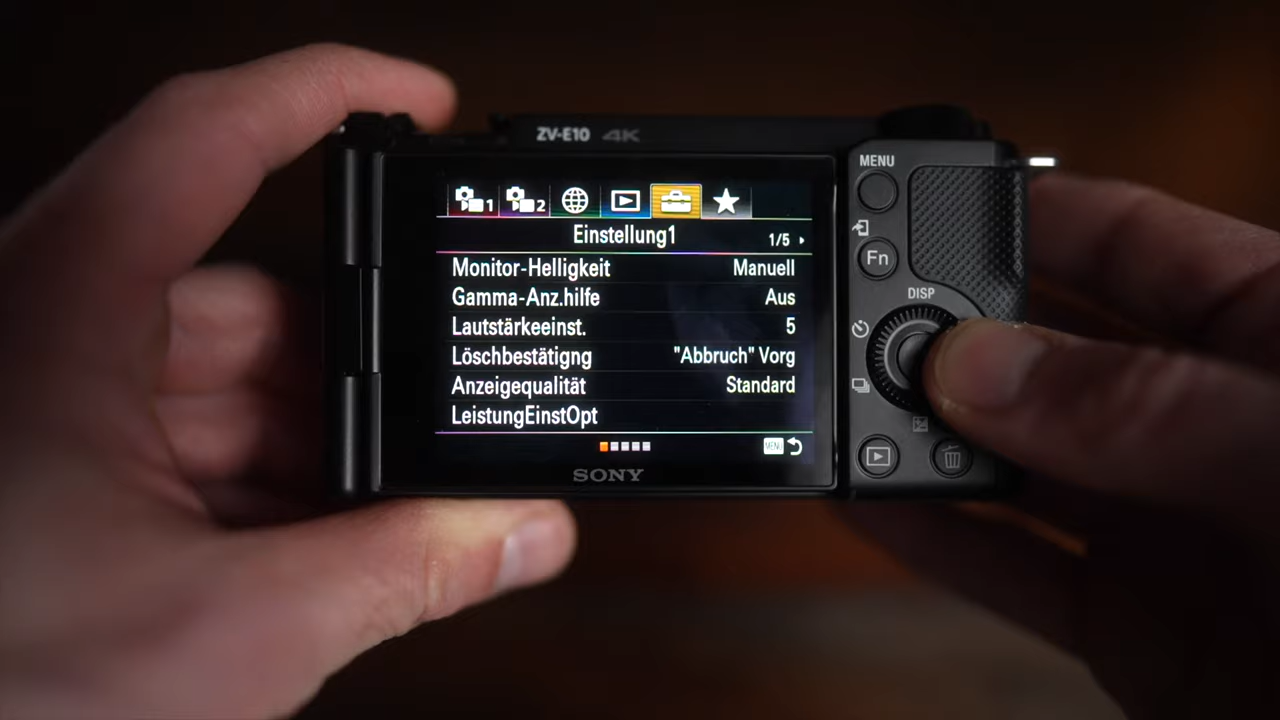 ZV-E10 4K
MENU
1 2
Einstellung1 1/5
Monitor-Helligkeit Manuell
Gamma-Anz.hilfe Aus
Lautstärkeeinst. 5
Löschbestätigng "Abbruch" Vorg
Anzeigequalität Standard
LeistungEinstOpt
MENU
SONY
Fn
DISP